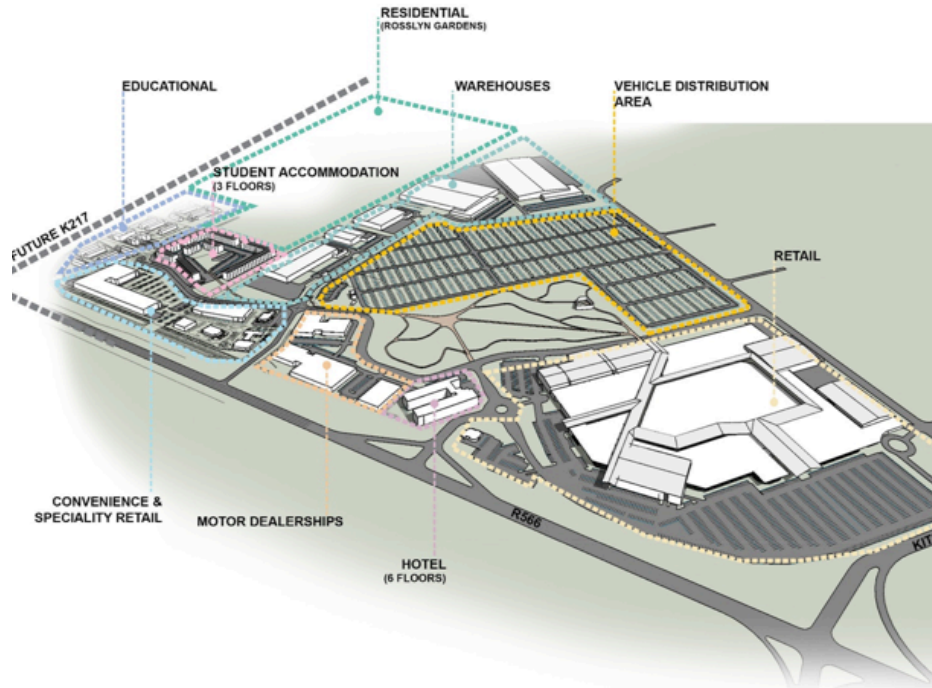 RESIDENTIAL
(ROSSLYN GARDENS)
EDUCATIONAL
WAREHOUSES
VEHICLE DISTRIBUTION
AREA
STUDENT ACCOMMODATION
(3 FLOORS)
FUTURE K217
RETAIL
CONVENIENCE &
SPECIALITY RETAIL
MOTOR DEALERSHIPS
R566
HOTEL
(6 FLOORS)
KIT